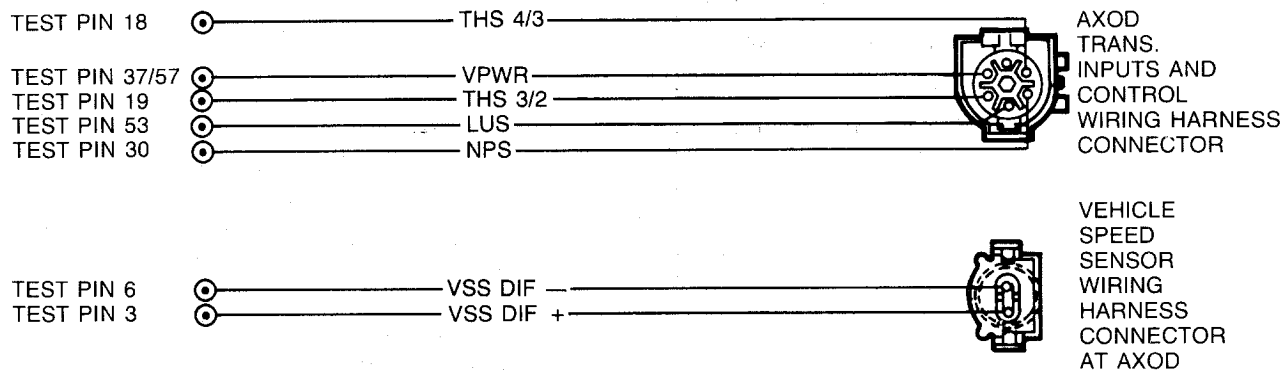 TEST PIN 18 THS 4/3
TEST PIN 37/57 VPWR
TEST PIN 19 THS 3/2
TEST PIN 53 LUS
TEST PIN 30 NPS
AXOD
TRANS.
INPUTS AND
CONTROL
WIRING HARNESS
CONNECTOR
TEST PIN 6 VSS DIF —
TEST PIN 3 VSS DIF +
VEHICLE
SPEED
SENSOR
WIRING
HARNESS
CONNECTOR
AT AXOD